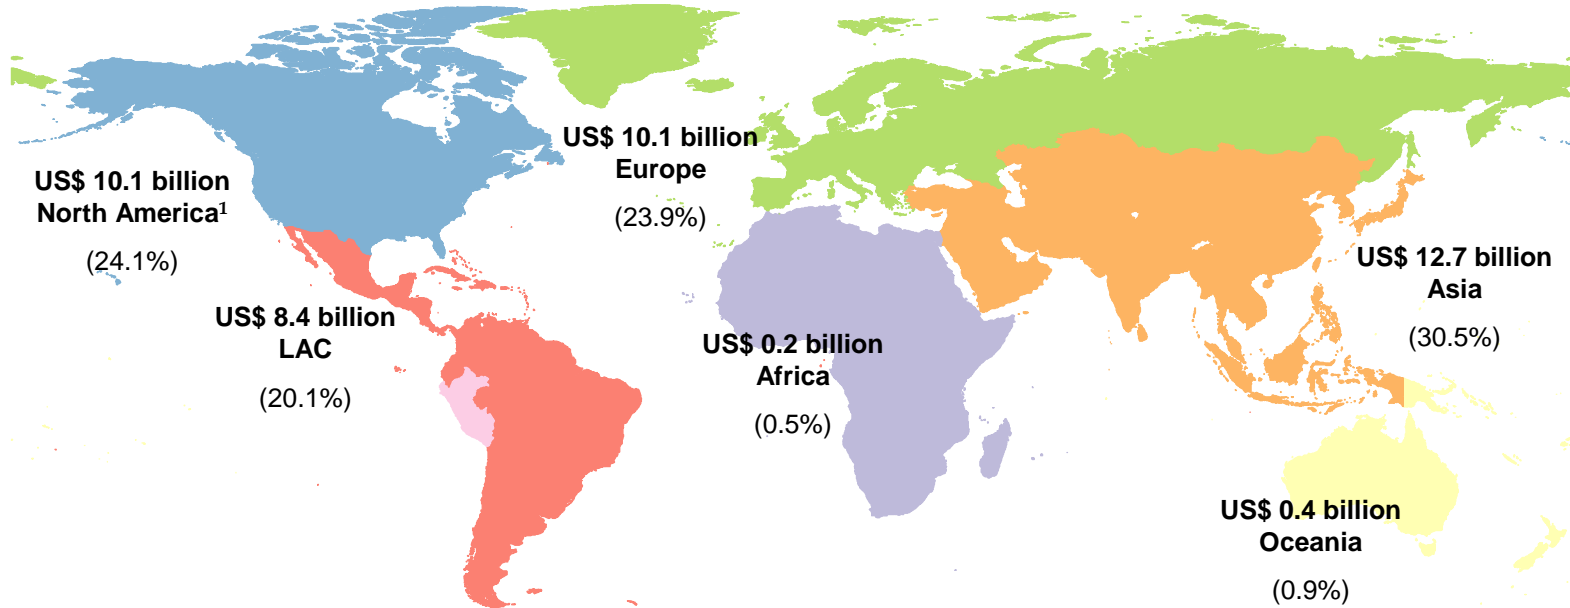 US$ 10.1 billion
North America¹
(24.1%)
US$ 8.4 billion
LAC
(20.1%)
US$ 10.1 billion
Europe
(23.9%)
US$ 0.2 billion
Africa
(0.5%)
US$ 12.7 billion
Asia
(30.5%)
US$ 0.4 billion
Oceania
(0.9%)